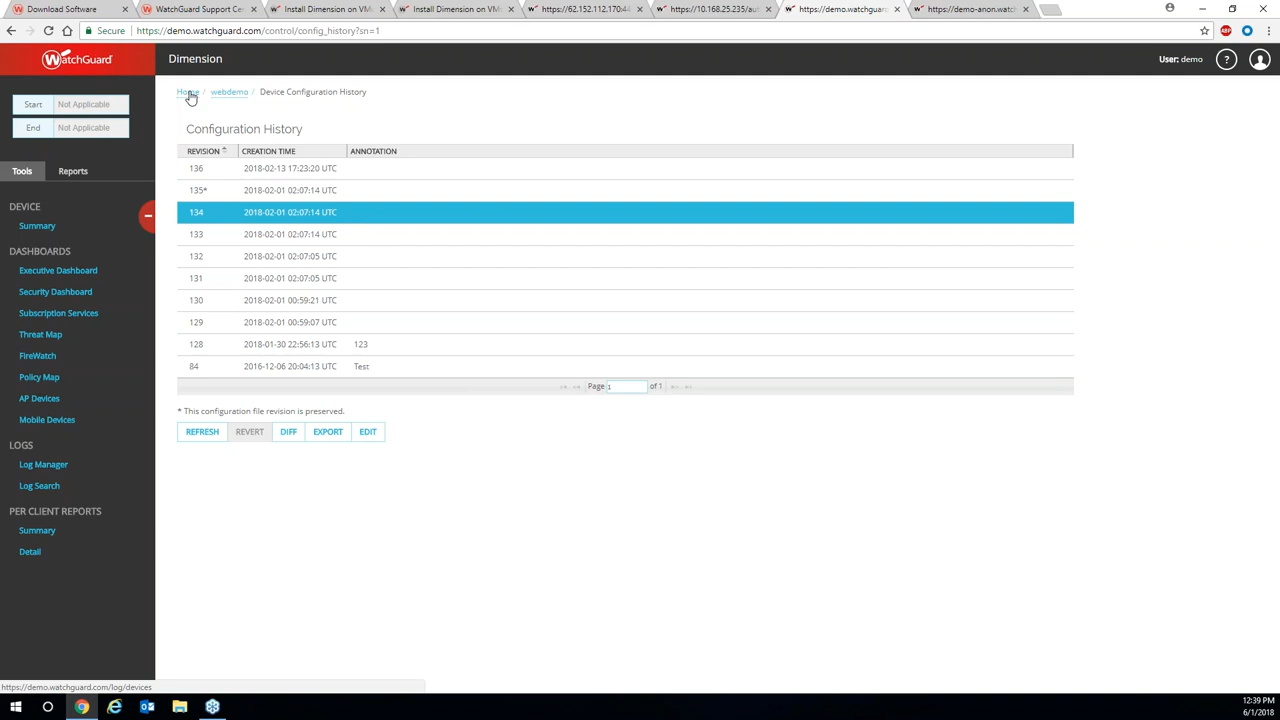 Download Software
WatchGuard Support Ce
Install Dimension on VM
Install Dimension on VM
https://62.152.112.170:44
https://10.168.25.235/aut
https://demo.watchguard
https://demo-anon.watc
Secure
https://demo.watchguard.com/control/config_history?sn=1
ABP
WatchGuard
Dimension
User: demo
?
Start
Not Applicable
End
Not Applicable
Tools
Reports
DEVICE
Summary
DASHBOARDS
Executive Dashboard
Security Dashboard
Subscription Services
Threat Map
FireWatch
Policy Map
AP Devices
Mobile Devices
LOGS
Log Manager
Log Search
PER CLIENT REPORTS
Summary
Detail
Home / webdemo / Device Configuration History
Configuration History
REVISION CREATION TIME ANNOTATION
136 2018-02-13 17:23:20 UTC
135* 2018-02-01 02:07:14 UTC
134 2018-02-01 02:07:14 UTC
133 2018-02-01 02:07:14 UTC
132 2018-02-01 02:07:05 UTC
131 2018-02-01 02:07:05 UTC
130 2018-02-01 00:59:21 UTC
129 2018-02-01 00:59:07 UTC
128 2018-01-30 22:56:13 UTC 123
84 2016-12-06 20:04:13 UTC Test
Page 1 of 1
* This configuration file revision is preserved.
REFRESH REVERT DIFF EXPORT EDIT
https://demo.watchguard.com/log/devices
12:39 PM
6/1/2018